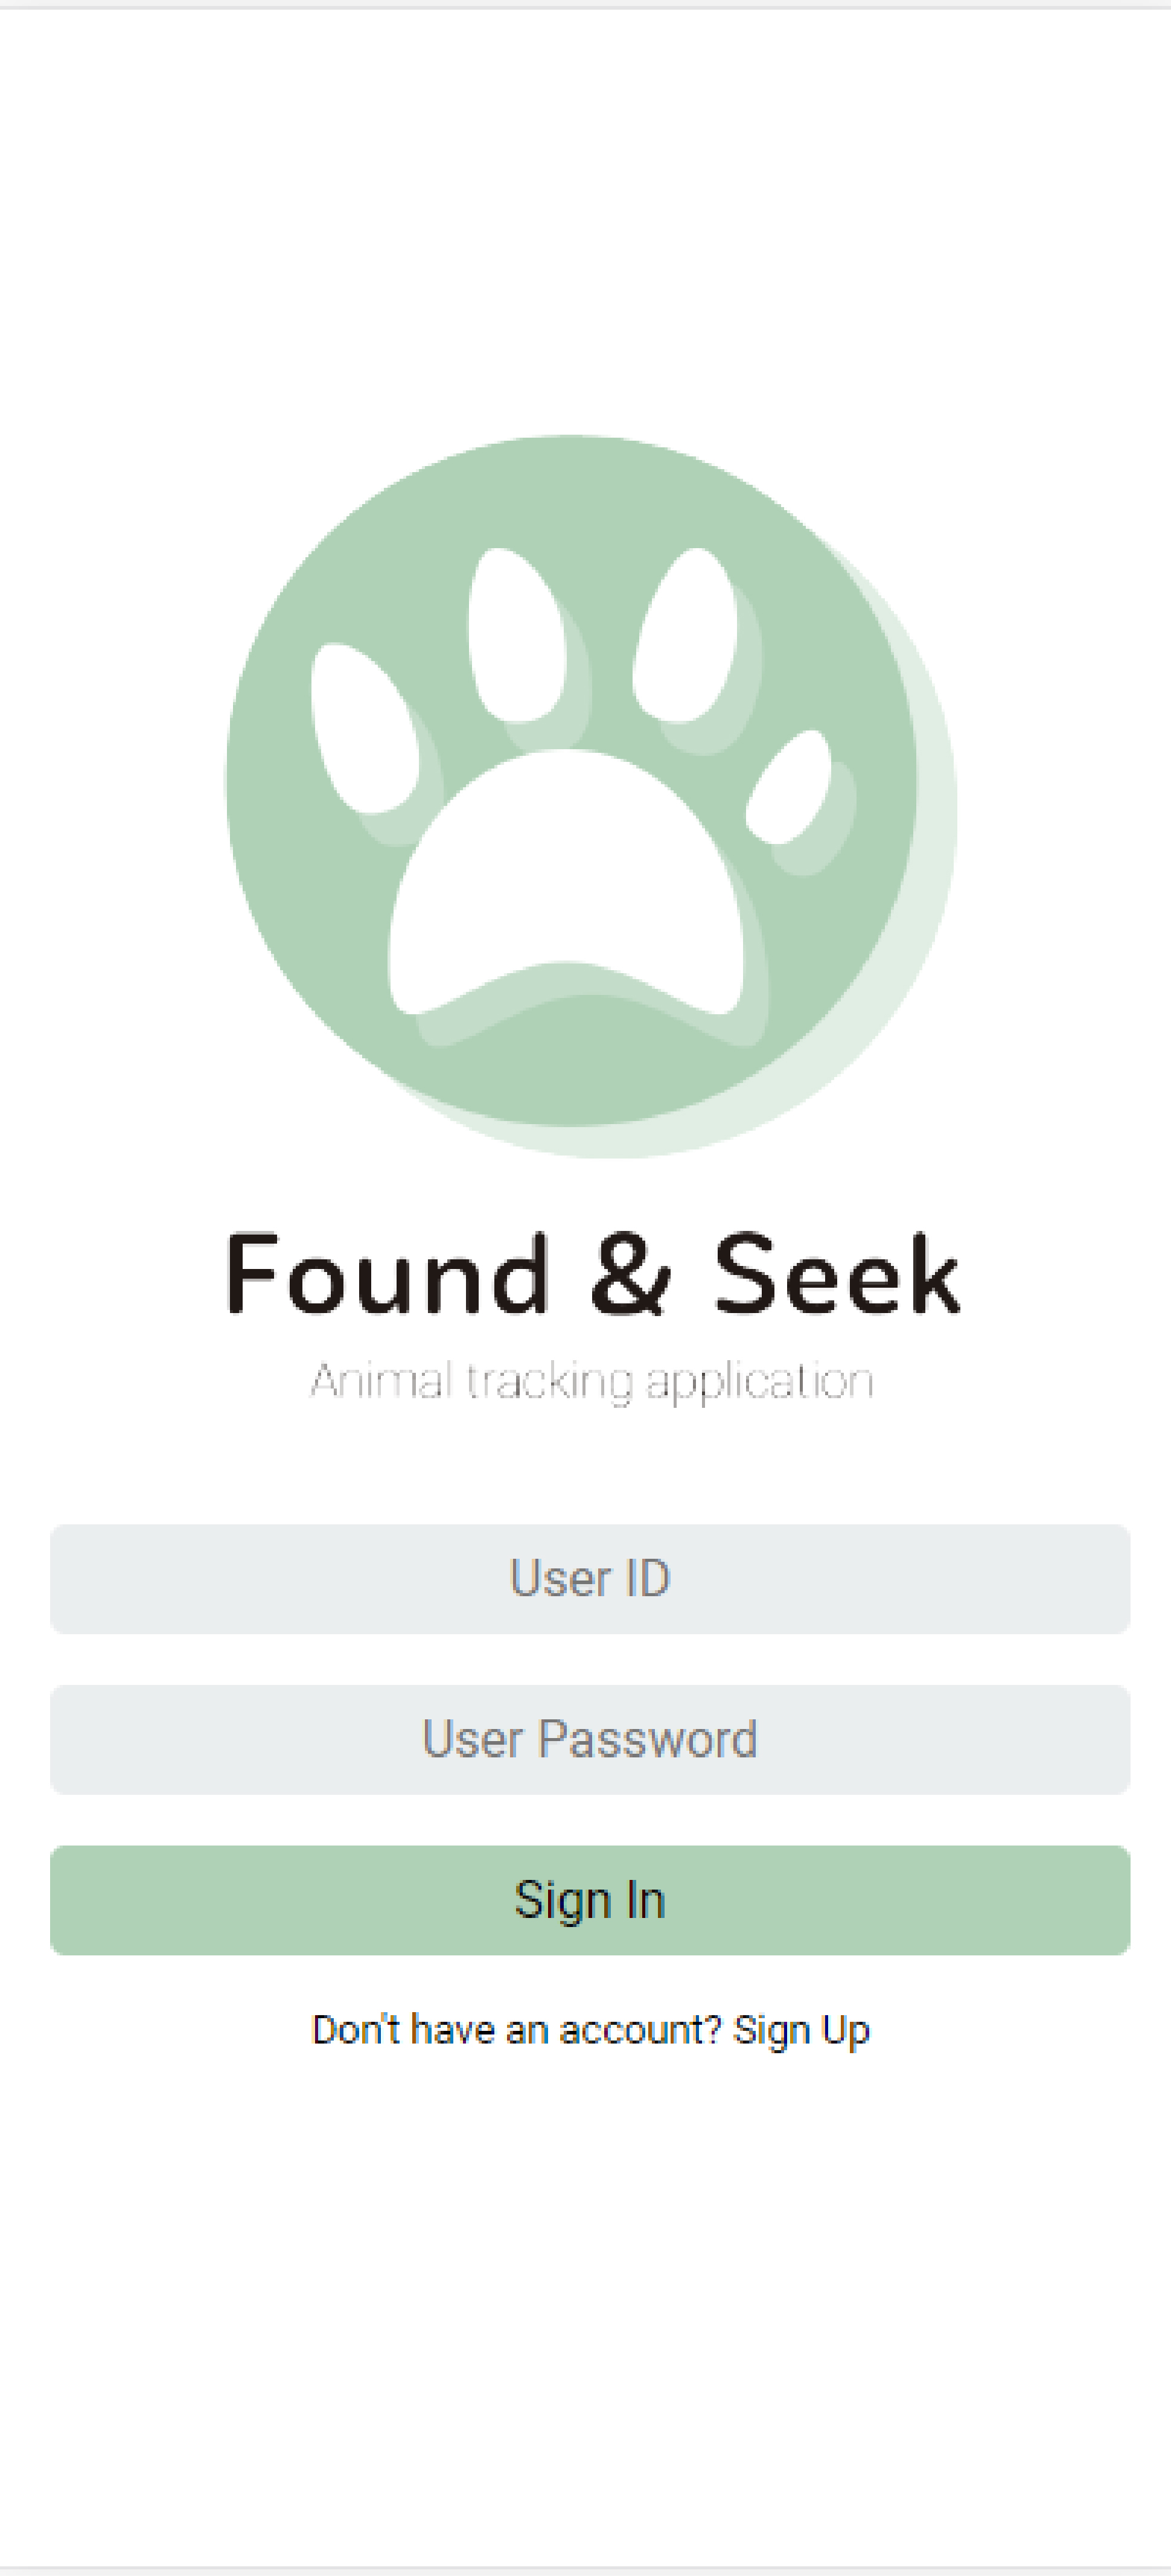 Found & Seek
Animal tracking application
User ID
User Password
Sign In
Don't have an account? Sign Up